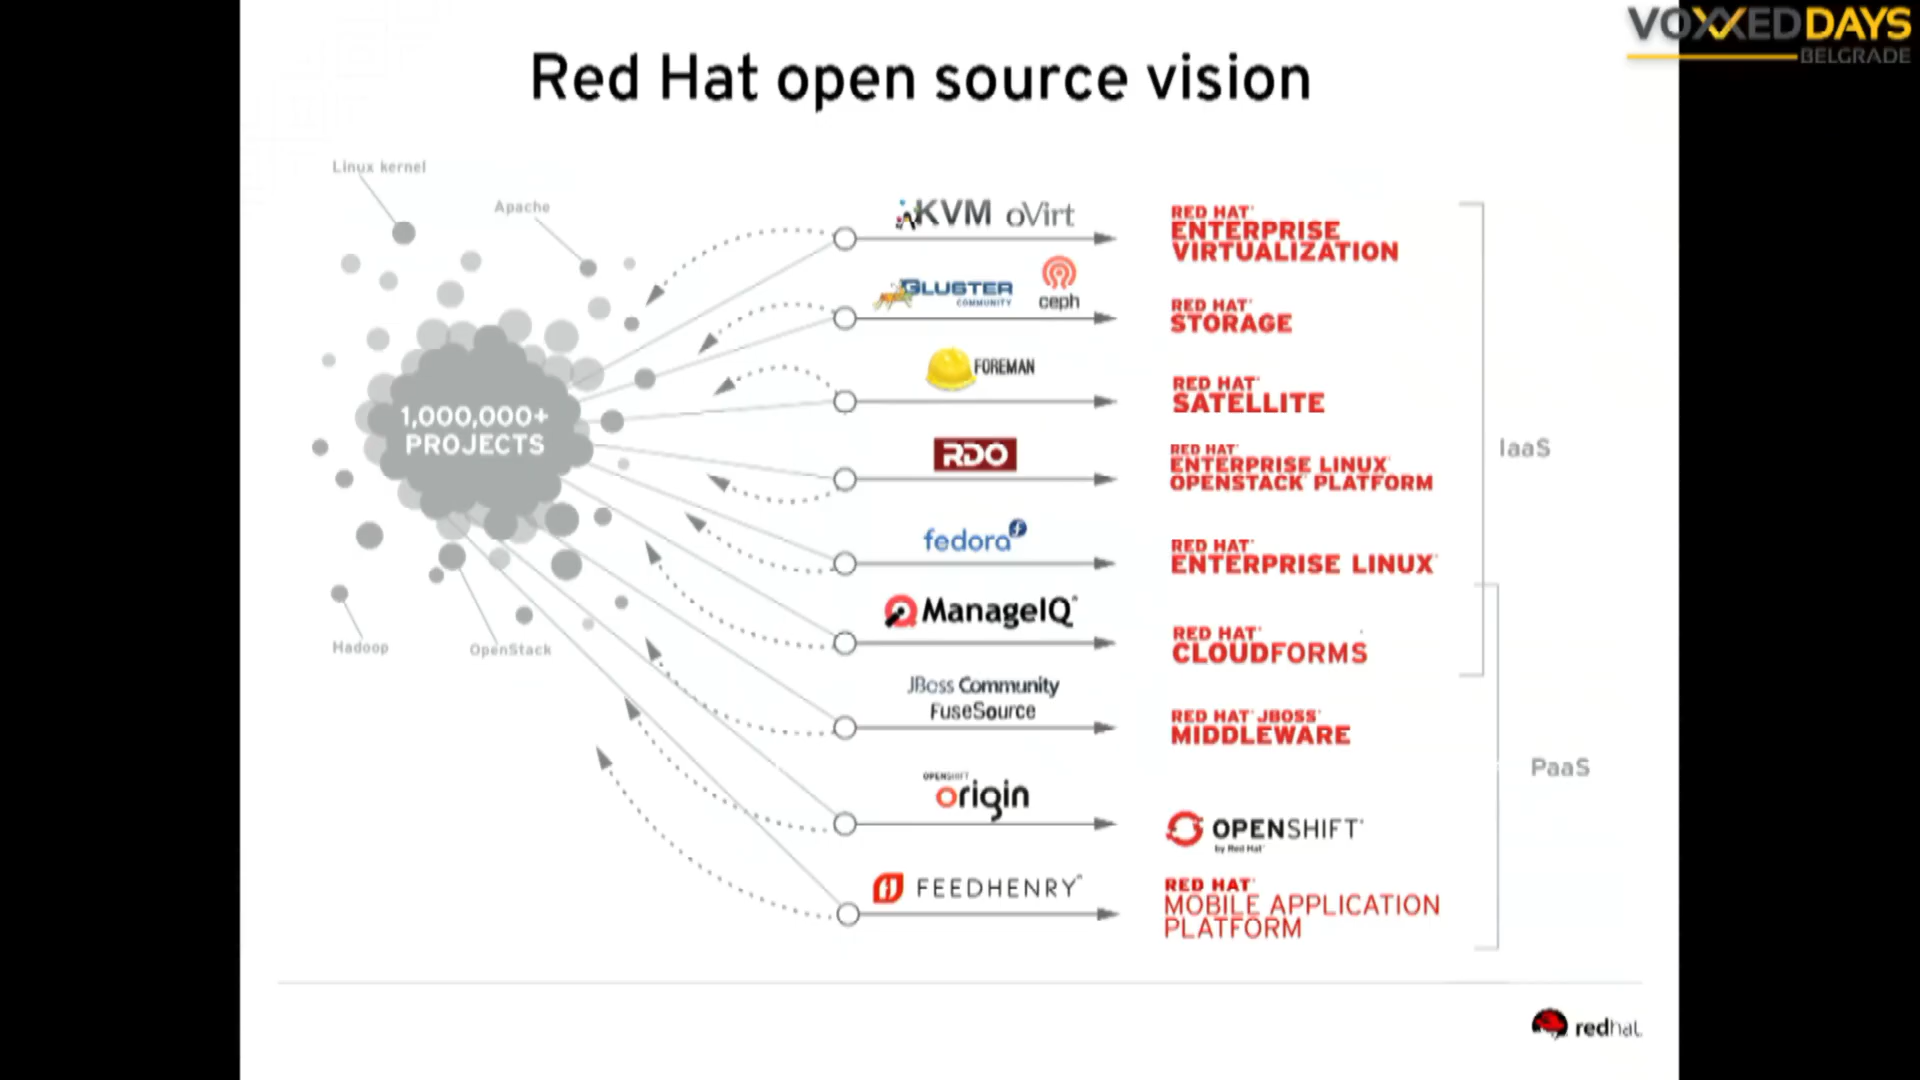 VOXXED DAYS
BELGRADE
Red Hat open source vision
Linux kernel
Apache
1,000,000+
PROJECTS
Hadoop
OpenStack
KVM oVirt
RED HAT
ENTERPRISE
VIRTUALIZATION
GLUSTER
COMMUNITY
ceph
RED HAT
STORAGE
FOREMAN
RED HAT
SATELLITE
RDO
RED HAT
ENTERPRISE LINUX
OPENSTACK PLATFORM
fedora
RED HAT
ENTERPRISE LINUX
ManageIQ
RED HAT
CLOUDFORMS
JBoss Community
FuseSource
RED HAT JBOSS
MIDDLEWARE
OPENSHIFT
origin
OPENSHIFT
by Red Hat
FEEDHENRY
RED HAT
MOBILE APPLICATION
PLATFORM
IaaS
PaaS
redhat